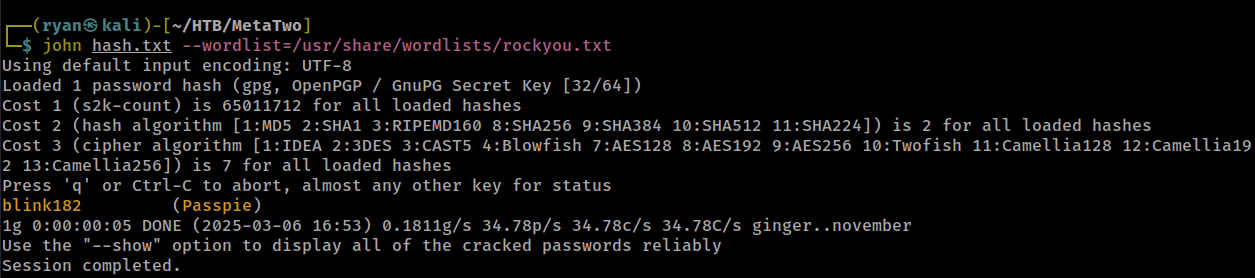 ┌──(ryan㉿kali)-[~/HTB/MetaTwo]
└─$ john hash.txt --wordlist=/usr/share/wordlists/rockyou.txt
Using default input encoding: UTF-8
Loaded 1 password hash (gpg, OpenPGP / GnuPG Secret Key [32/64])
Cost 1 (s2k-count) is 65011712 for all loaded hashes
Cost 2 (hash algorithm [1:MD5 2:SHA1 3:RIPEMD160 8:SHA256 9:SHA384 10:SHA512 11:SHA224]) is 2 for all loaded hashes
Cost 3 (cipher algorithm [1:IDEA 2:3DES 3:CAST5 4:Blowfish 7:AES128 8:AES192 9:AES256 10:Twofish 11:Camellia128 12:Camellia19
2 13:Camellia256]) is 7 for all loaded hashes
Press 'q' or Ctrl-C to abort, almost any other key for status
blink182         (Passpie)
1g 0:00:00:05 DONE (2025-03-06 16:53) 0.1811g/s 34.78p/s 34.78c/s 34.78C/s ginger..november
Use the "--show" option to display all of the cracked passwords reliably
Session completed.